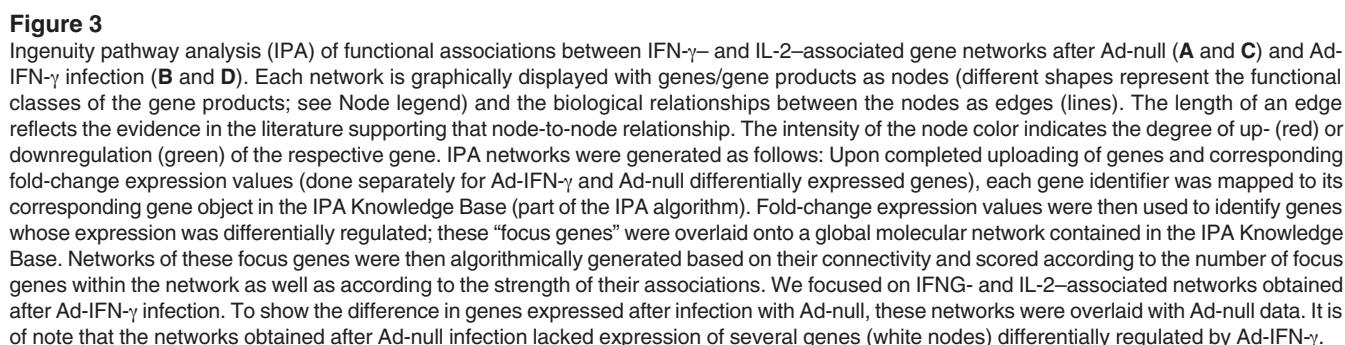 Figure 3
Ingenuity pathway analysis (IPA) of functional associations between IFN-γ– and IL-2–associated gene networks after Ad-null (A and C) and Ad-
IFN-γ infection (B and D). Each network is graphically displayed with genes/gene products as nodes (different shapes represent the functional
classes of the gene products; see Node legend) and the biological relationships between the nodes as edges (lines). The length of an edge
reflects the evidence in the literature supporting that node-to-node relationship. The intensity of the node color indicates the degree of up- (red) or
downregulation (green) of the respective gene. IPA networks were generated as follows: Upon completed uploading of genes and corresponding
fold-change expression values (done separately for Ad-IFN-γ and Ad-null differentially expressed genes), each gene identifier was mapped to its
corresponding gene object in the IPA Knowledge Base (part of the IPA algorithm). Fold-change expression values were then used to identify genes
whose expression was differentially regulated; these “focus genes” were overlaid onto a global molecular network contained in the IPA Knowledge
Base. Networks of these focus genes were then algorithmically generated based on their connectivity and scored according to the number of focus
genes within the network as well as according to the strength of their associations. We focused on IFNG- and IL-2–associated networks obtained
after Ad-IFN-γ infection. To show the difference in genes expressed after infection with Ad-null, these networks were overlaid with Ad-null data. It is
of note that the networks obtained after Ad-null infection lacked expression of several genes (white nodes) differentially regulated by Ad-IFN-γ.